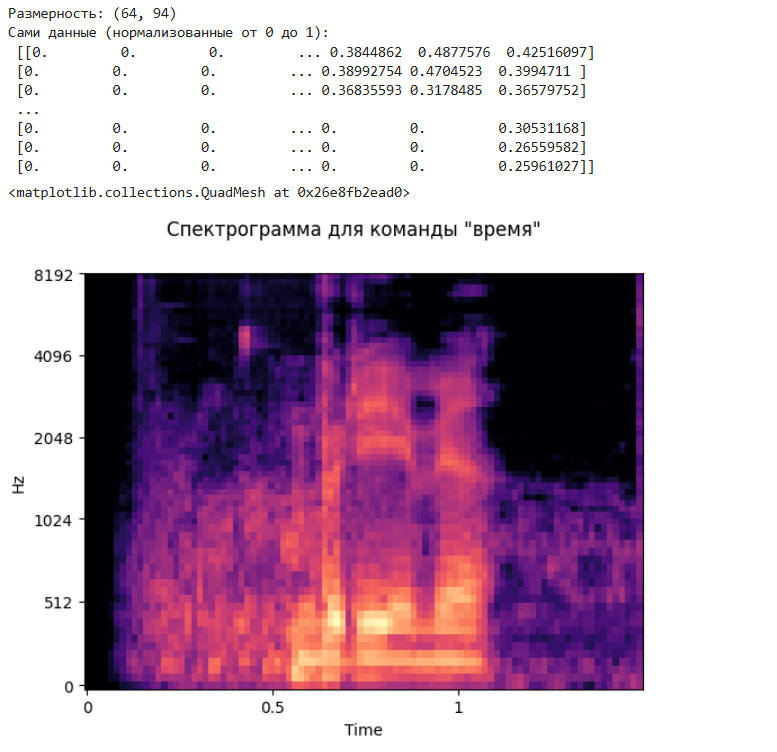 Размерность: (64, 94)
Сами данные (нормализованные от 0 до 1):
[[0. 0. 0. ... 0.3844862 0.4877576 0.42516097]
[0. 0. 0. ... 0.38992754 0.4704523 0.3994711 ]
[0. 0. 0. ... 0.36835593 0.3178485 0.36579752]
...
[0. 0. 0. ... 0. 0. 0.30531168]
[0. 0. 0. ... 0. 0. 0.26559582]
[0. 0. 0. ... 0. 0. 0.25961027]]
<matplotlib.collections.QuadMesh at 0x26e8fb2ead0>
Спектрограмма для команды "время"
8192
4096
2048
1024
512
0
Hz
0 0.5 1
Time